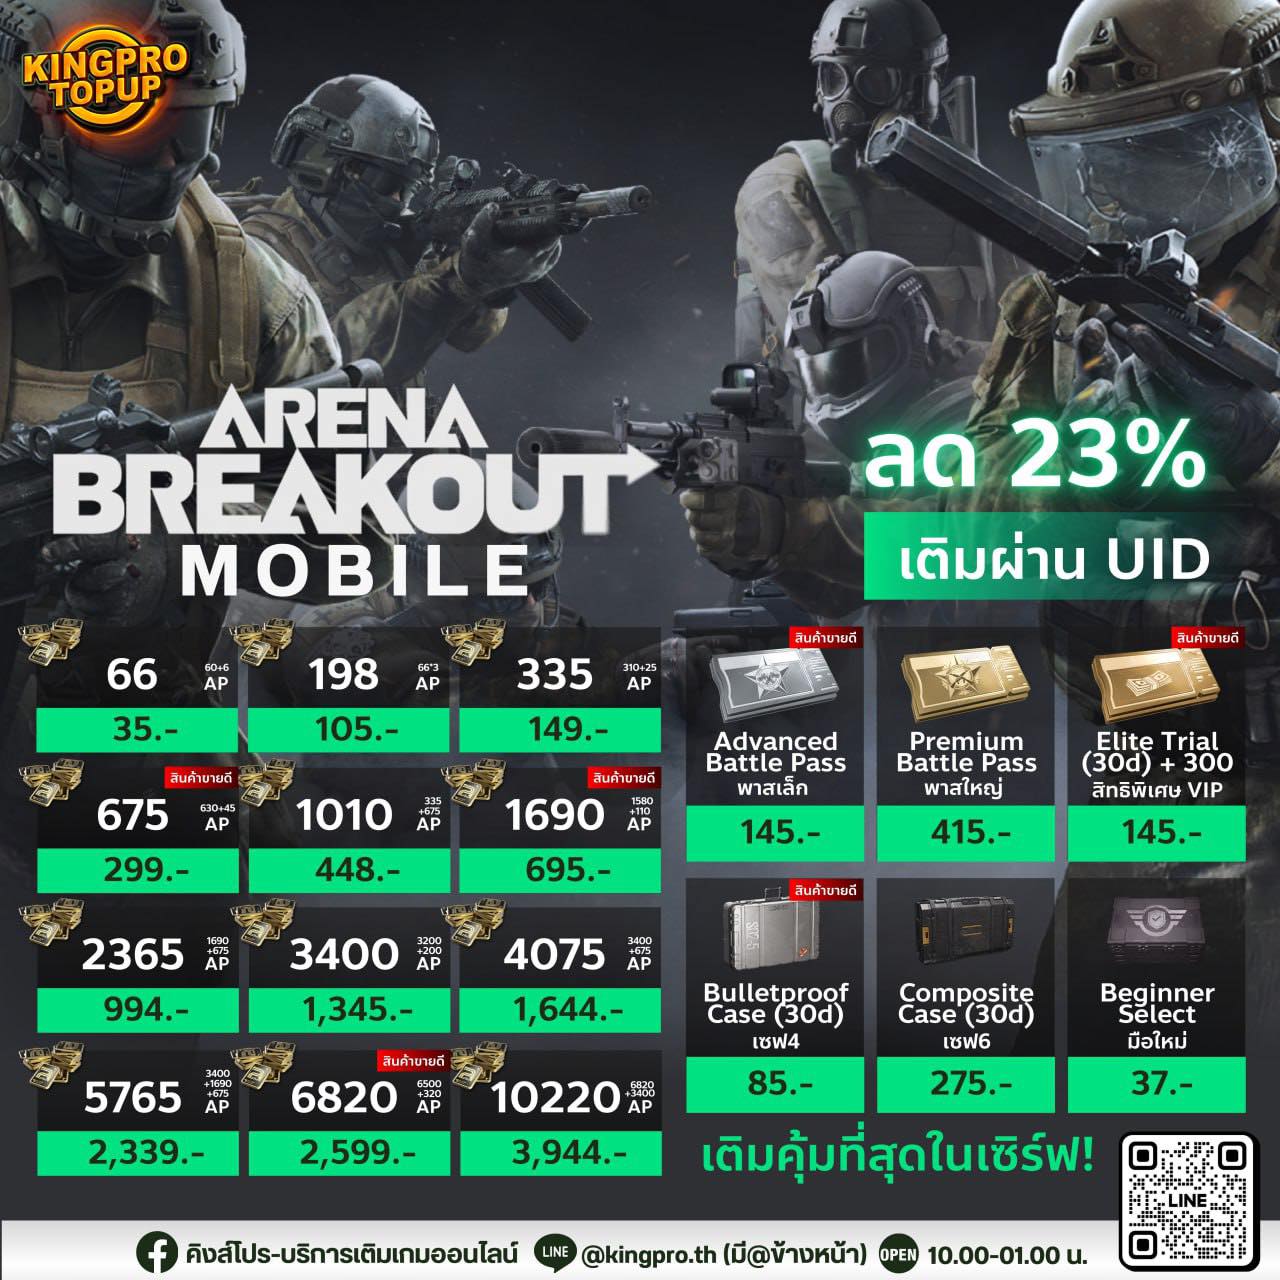 KINGPRO
TOPUP
ARENA
BREAKOUT
MOBILE
ลด 23%
เติมผ่าน UID
66 60+6 AP
35.-
198 66*3 AP
105.-
335 310+25 AP
149.-
สินค้าขายดี
675 630+45 AP
299.-
1010 335 +675 AP
448.-
สินค้าขายดี
1690 1580 +110 AP
695.-
2365 1690 +675 AP
994.-
3400 3200 +200 AP
1,345.-
4075 3400 +675 AP
1,644.-
5765 3400 +1690 +675 AP
2,339.-
สินค้าขายดี
6820 6500 +320 AP
2,599.-
10220 6820 +3400 AP
3,944.-
สินค้าขายดี
Advanced
Battle Pass
พาสเล็ก
145.-
Premium
Battle Pass
พาสใหญ่
415.-
สินค้าขายดี
Elite Trial
(30d) + 300
สิทธิพิเศษ VIP
145.-
สินค้าขายดี
Bulletproof
Case (30d)
เซฟ4
85.-
Composite
Case (30d)
เซฟ6
275.-
Beginner
Select
มือใหม่
37.-
เติมคุ้มที่สุดในเซิร์ฟ!
LINE
คิงส์โปร-บริการเติมเกมออนไลน์
LINE @kingpro.th (มี@ข้างหน้า)
OPEN 10.00-01.00 น.